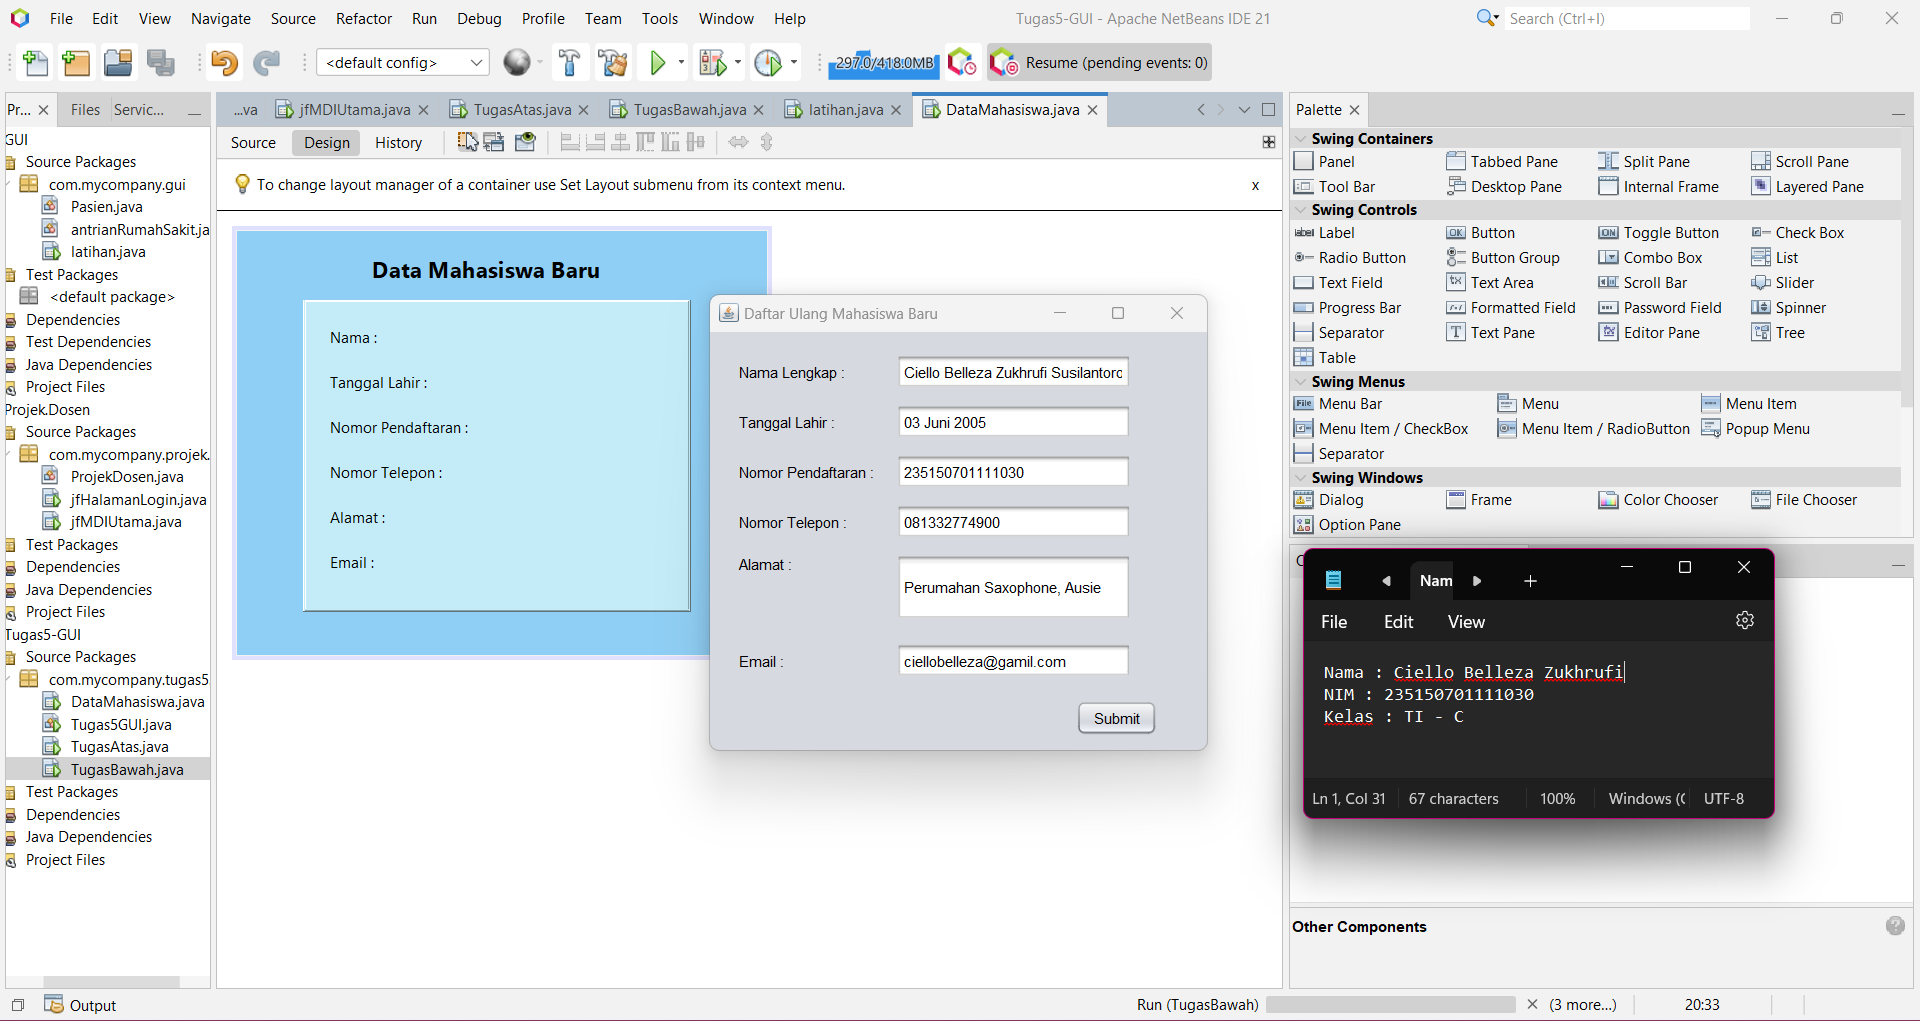 File Edit View Navigate Source Refactor Run Debug Profile Team Tools Window Help
Tugas5-GUI - Apache NetBeans IDE 21
Search (Ctrl+I)
<default config>
297.0/418.0MB
Resume (pending events: 0)
Pr... Files Servic...
...va jfMDIUtama.java TugasAtas.java TugasBawah.java latihan.java DataMahasiswa.java
Source Design History
To change layout manager of a container use Set Layout submenu from its context menu.
x
GUI
Source Packages
com.mycompany.gui
Pasien.java
antrianRumahSakit.ja
latihan.java
Test Packages
<default package>
Dependencies
Test Dependencies
Java Dependencies
Project Files
Projek.Dosen
Source Packages
com.mycompany.projek.
ProjekDosen.java
jfHalamanLogin.java
jfMDIUtama.java
Test Packages
Dependencies
Java Dependencies
Project Files
Tugas5-GUI
Source Packages
com.mycompany.tugas5
DataMahasiswa.java
Tugas5GUI.java
TugasAtas.java
TugasBawah.java
Test Packages
Dependencies
Java Dependencies
Project Files
Data Mahasiswa Baru
Nama :
Tanggal Lahir :
Nomor Pendaftaran :
Nomor Telepon :
Alamat :
Email :
Daftar Ulang Mahasiswa Baru
Nama Lengkap : Ciello Belleza Zukhrufi Susilantoro
Tanggal Lahir : 03 Juni 2005
Nomor Pendaftaran : 235150701111030
Nomor Telepon : 081332774900
Alamat :
Perumahan Saxophone, Ausie
Email : ciellobelleza@gamil.com
Submit
Palette
Swing Containers
Panel Tabbed Pane Split Pane Scroll Pane
Tool Bar Desktop Pane Internal Frame Layered Pane
Swing Controls
Label Button Toggle Button Check Box
Radio Button Button Group Combo Box List
Text Field Text Area Scroll Bar Slider
Progress Bar Formatted Field Password Field Spinner
Separator Text Pane Editor Pane Tree
Table
Swing Menus
Menu Bar Menu Menu Item
Menu Item / CheckBox Menu Item / RadioButton Popup Menu
Separator
Swing Windows
Dialog Frame Color Chooser File Chooser
Option Pane
Nam
File Edit View
Nama : Ciello Belleza Zukhrufi
NIM : 235150701111030
Kelas : TI - C
Ln 1, Col 31 67 characters 100% Windows (C UTF-8
Other Components
Output
Run (TugasBawah) (3 more...) 20:33